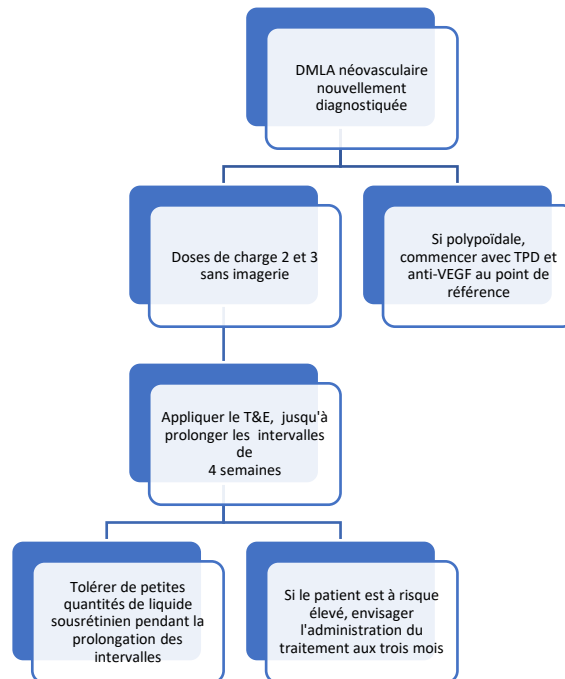 DMLA néovasculaire
nouvellement
diagnostiquée
Doses de charge 2 et 3
sans imagerie
Si polypoïdale,
commencer avec TPD et
anti-VEGF au point de
référence
Appliquer le T&E, jusqu'à
prolonger les intervalles
de
4 semaines
Tolérer de petites
quantités de liquide
sousrétinien pendant la
prolongation des
intervalles
Si le patient est à risque
élevé, envisager
l'administration du
traitement aux trois mois